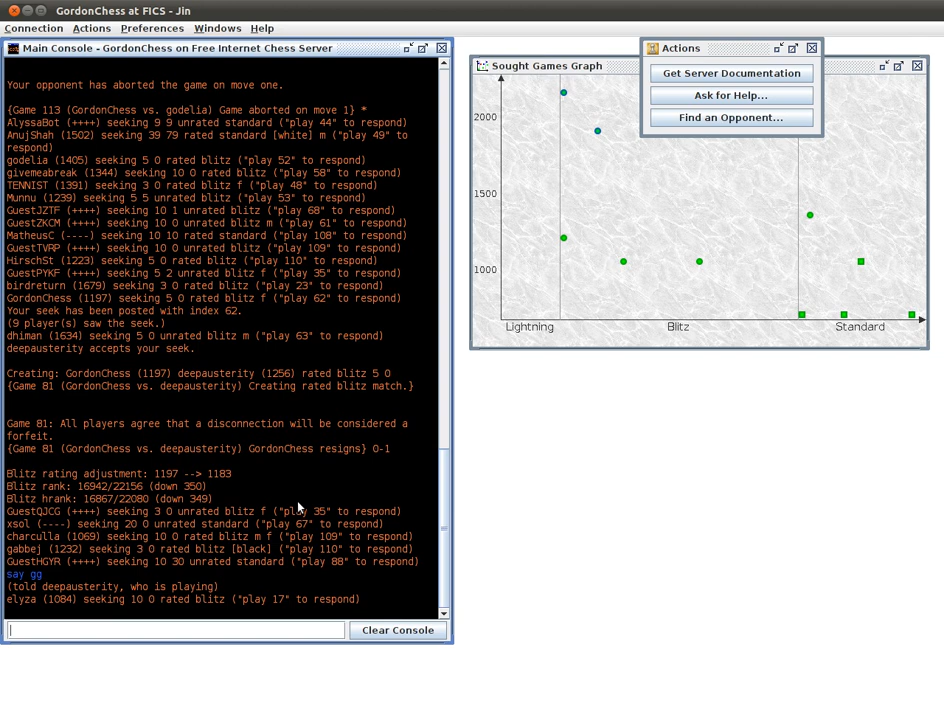 GordonChess at FICS - Jin
Connection Actions Preferences Windows Help
Main Console - GordonChess on Free Internet Chess Server
Your opponent has aborted the game on move one.
{Game 113 (GordonChess vs. godelia) Game aborted on move 1} *
AlyssaBot (++++) seeking 9 9 unrated standard ("play 44" to respond)
AnujShah (1502) seeking 39 79 rated standard [white] m ("play 49" to
respond)
godelia (1405) seeking 5 0 rated blitz ("play 52" to respond)
givemeabreak (1344) seeking 10 0 rated blitz ("play 58" to respond)
TENNIST (1391) seeking 3 0 rated blitz f ("play 48" to respond)
Munnu (1239) seeking 5 5 unrated blitz ("play 53" to respond)
GuestJZTF (++++) seeking 10 1 unrated blitz ("play 68" to respond)
GuestZKCM (++++) seeking 10 0 unrated blitz m ("play 61" to respond)
MatheusC (----) seeking 10 10 unrated standard ("play 108" to respond)
GuestTVRP (++++) seeking 10 0 unrated blitz ("play 109" to respond)
HirschSt (1223) seeking 5 0 rated blitz ("play 110" to respond)
GuestPYKF (++++) seeking 5 2 unrated blitz f ("play 35" to respond)
birdreturn (1679) seeking 3 0 rated blitz ("play 23" to respond)
GordonChess (1197) seeking 5 0 rated blitz f ("play 62" to respond)
Your seek has been posted with index 62.
(9 player(s) saw the seek.)
dhiman (1634) seeking 5 0 unrated blitz m ("play 63" to respond)
deepausterity accepts your seek.
Creating: GordonChess (1197) deepausterity (1256) rated blitz 5 0
{Game 81 (GordonChess vs. deepausterity) Creating rated blitz match.}
Game 81: All players agree that a disconnection will be considered a
forfeit.
{Game 81 (GordonChess vs. deepausterity) GordonChess resigns} 0-1
Blitz rating adjustment: 1197 --> 1183
Blitz rank: 16942/22156 (down 350)
Blitz hrank: 16867/22080 (down 349)
GuestQJCG (++++) seeking 3 0 unrated blitz f ("play 35" to respond)
xsol (----) seeking 20 0 unrated standard ("play 67" to respond)
charculla (1069) seeking 10 0 rated blitz m f ("play 109" to respond)
gabbej (1232) seeking 3 0 rated blitz [black] ("play 110" to respond)
GuestHGYR (++++) seeking 10 30 unrated standard ("play 88" to respond)
say gg
(told deepausterity, who is playing)
elyza (1084) seeking 10 0 rated blitz ("play 17" to respond)
Clear Console
Sought Games Graph
2000
1500
1000
Lightning Blitz Standard
Actions
Get Server Documentation
Ask for Help...
Find an Opponent...